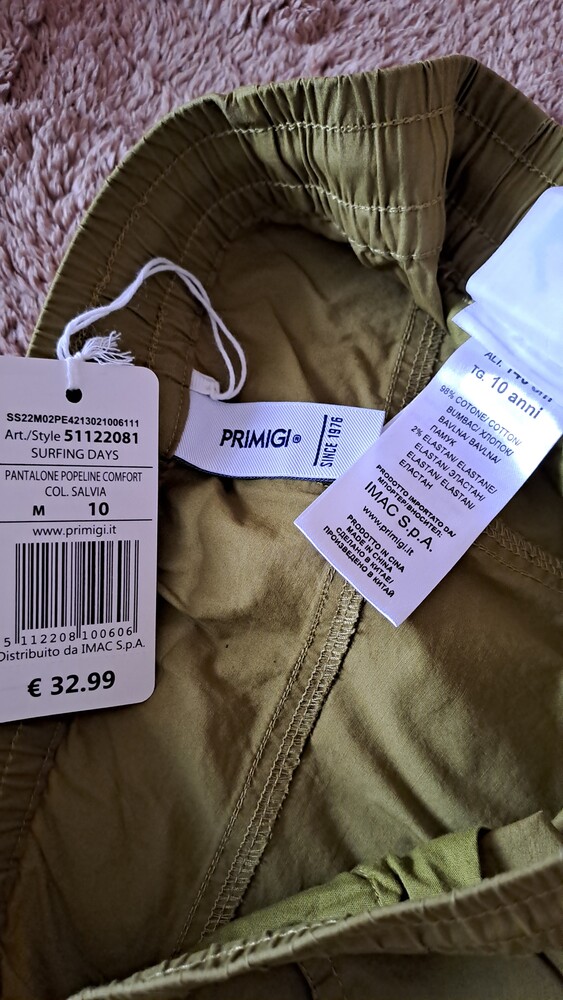 SS22M02PE4213021006111
Art./Style 51122081
SURFING DAYS
PANTALONE POPELINE COMFORT
COL. SALVIA
M 10
www.primigi.it
5 112208 100606
Distribuito da IMAC S.p.A.
€ 32.99
PRIMIGI®
SINCE 1976
ALT. 140 cm
TG. 10 anni
98% COTONE/ COTTON/
BUMBAC/ ХЛОПОК/
BAVLNA/ BAVLNA/
ПАМУК
2% ELASTAN/ ELASTANE/
ELASTAN/ ЭЛАСТАН/
ELASTAN/ ELASTAN/
ЕЛАСТАН
PRODOTTO IMPORTATO DA/
ИМПОРТЕР/ВНОСИТЕЛ:
IMAC S.p.A.
www.primigi.it
PRODOTTO IN CINA
MADE IN CHINA
СДЕЛАНО В КИТАЕ/
ПРОИЗВЕДЕНО В КИТАЙ